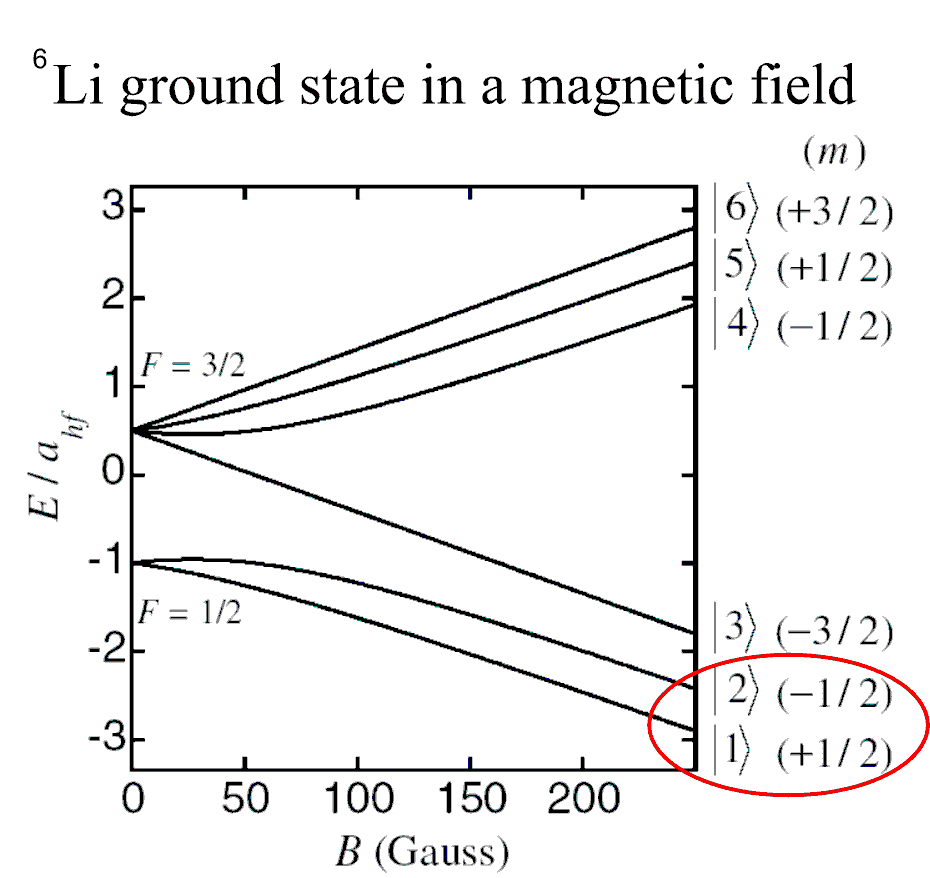 ⁶Li ground state in a magnetic field
(m)
3
|6⟩ (+3/2)
|5⟩ (+1/2)
2
|4⟩ (−1/2)
F = 3/2
1
E / a_hf
0
-1
F = 1/2
|3⟩ (−3/2)
-2
|2⟩ (−1/2)
-3
|1⟩ (+1/2)
0 50 100 150 200
B (Gauss)